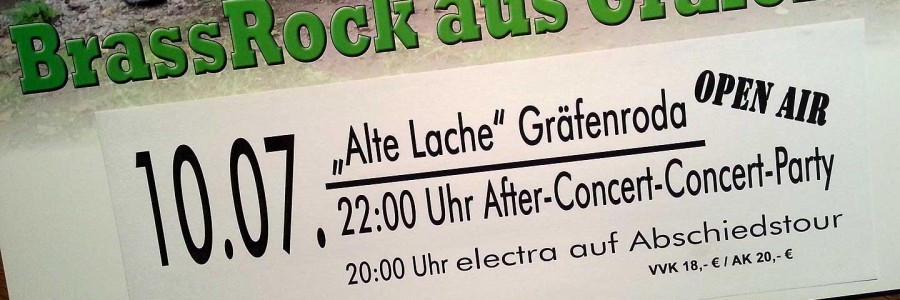 BrassRock aus
10.07.
„Alte Lache“ Gräfenroda
OPEN AIR
22:00 Uhr After-Concert-Concert-Party
20:00 Uhr electra auf Abschiedstour
VVK 18,- € / AK 20,- €